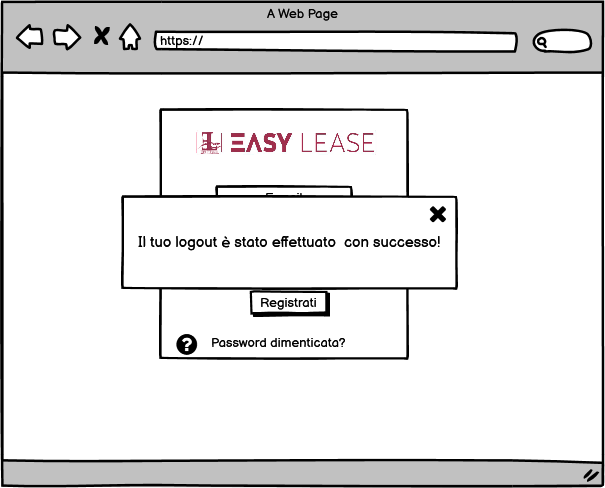 A Web Page
https://
EASY LEASE
Il tuo logout è stato effettuato con successo!
Registrati
? Password dimenticata?